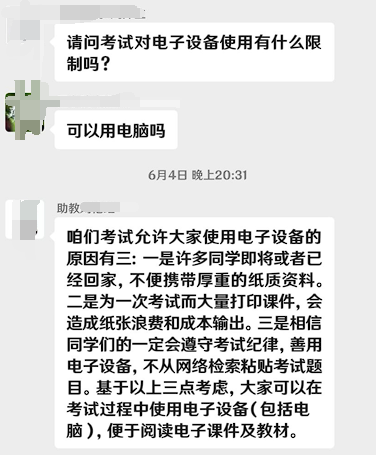 请问考试对电子设备使用有什么限
制吗？
可以用电脑吗
6月4日 晚上20:31
助教
咱们考试允许大家使用电子设备的
原因有三：一是许多同学即将或者已
经回家，不便携带厚重的纸质资料。
二是为一次考试而大量打印课件，会
造成纸张浪费和成本输出。三是相信
同学们的一定会遵守考试纪律，善用
电子设备，不从网络检索粘贴考试题
目。基于以上三点考虑，大家可以在
考试过程中使用电子设备（包括电
脑），便于阅读电子课件及教材。